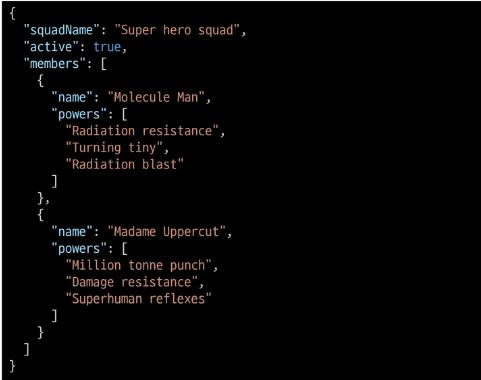 {
  "squadName": "Super hero squad",
  "active": true,
  "members": [
    {
      "name": "Molecule Man",
      "powers": [
        "Radiation resistance",
        "Turning tiny",
        "Radiation blast"
      ]
    },
    {
      "name": "Madame Uppercut",
      "powers": [
        "Million tonne punch",
        "Damage resistance",
        "Superhuman reflexes"
      ]
    }
  ]
}